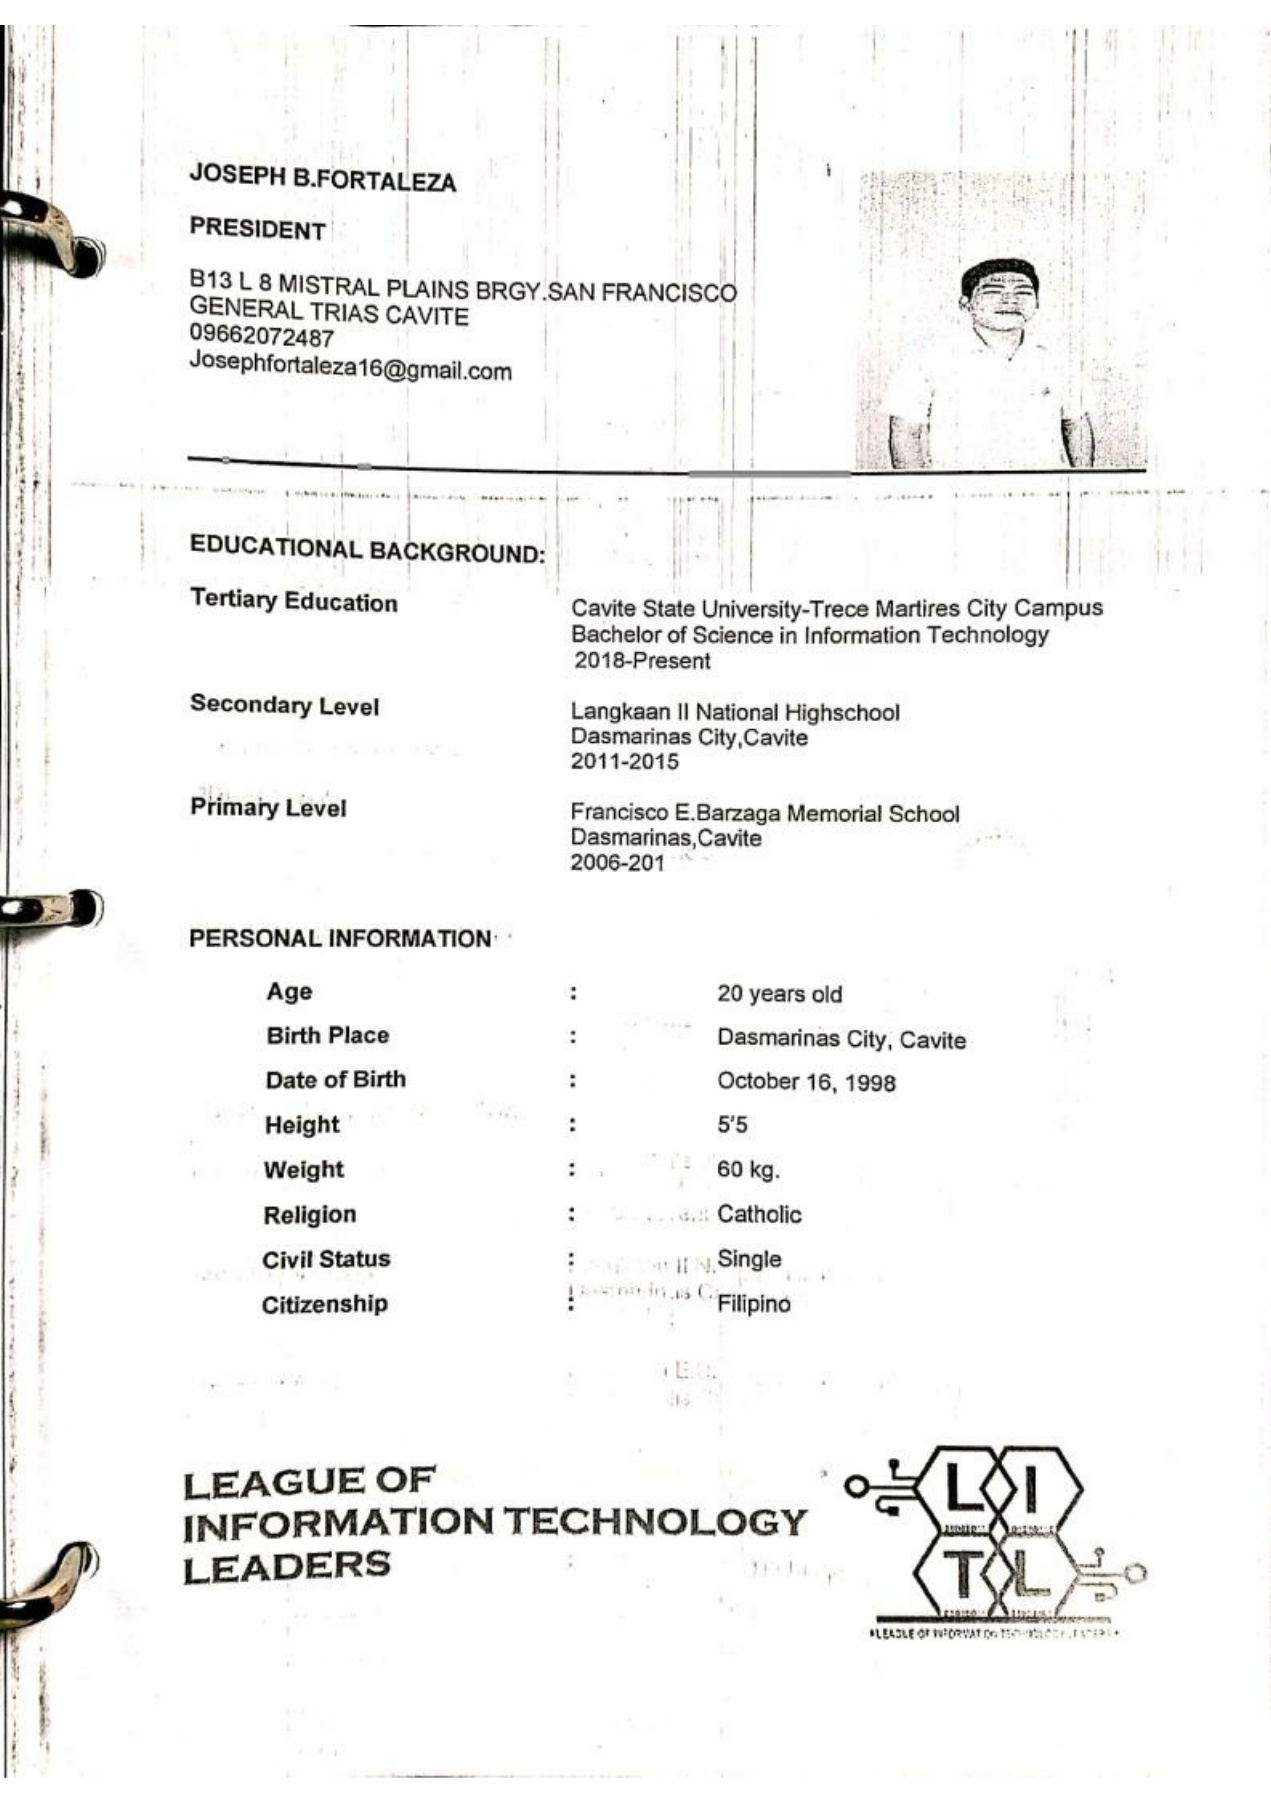 JOSEPH B.FORTALEZA
PRESIDENT
B13 L 8 MISTRAL PLAINS BRGY.SAN FRANCISCO
GENERAL TRIAS CAVITE
09662072487
Josephfortaleza16@gmail.com
EDUCATIONAL BACKGROUND:
Tertiary Education
Cavite State University-Trece Martires City Campus
Bachelor of Science in Information Technology
2018-Present
Secondary Level
Langkaan II National Highschool
Dasmarinas City,Cavite
2011-2015
Primary Level
Francisco E.Barzaga Memorial School
Dasmarinas,Cavite
2006-201
PERSONAL INFORMATION
Age : 20 years old
Birth Place : Dasmarinas City, Cavite
Date of Birth : October 16, 1998
Height : 5'5
Weight : 60 kg.
Religion : Catholic
Civil Status : Single
Citizenship : Filipino
LEAGUE OF
INFORMATION TECHNOLOGY
LEADERS
L I
T L
LEAGUE OF INFORMATION TECHNOLOGY LEADERS